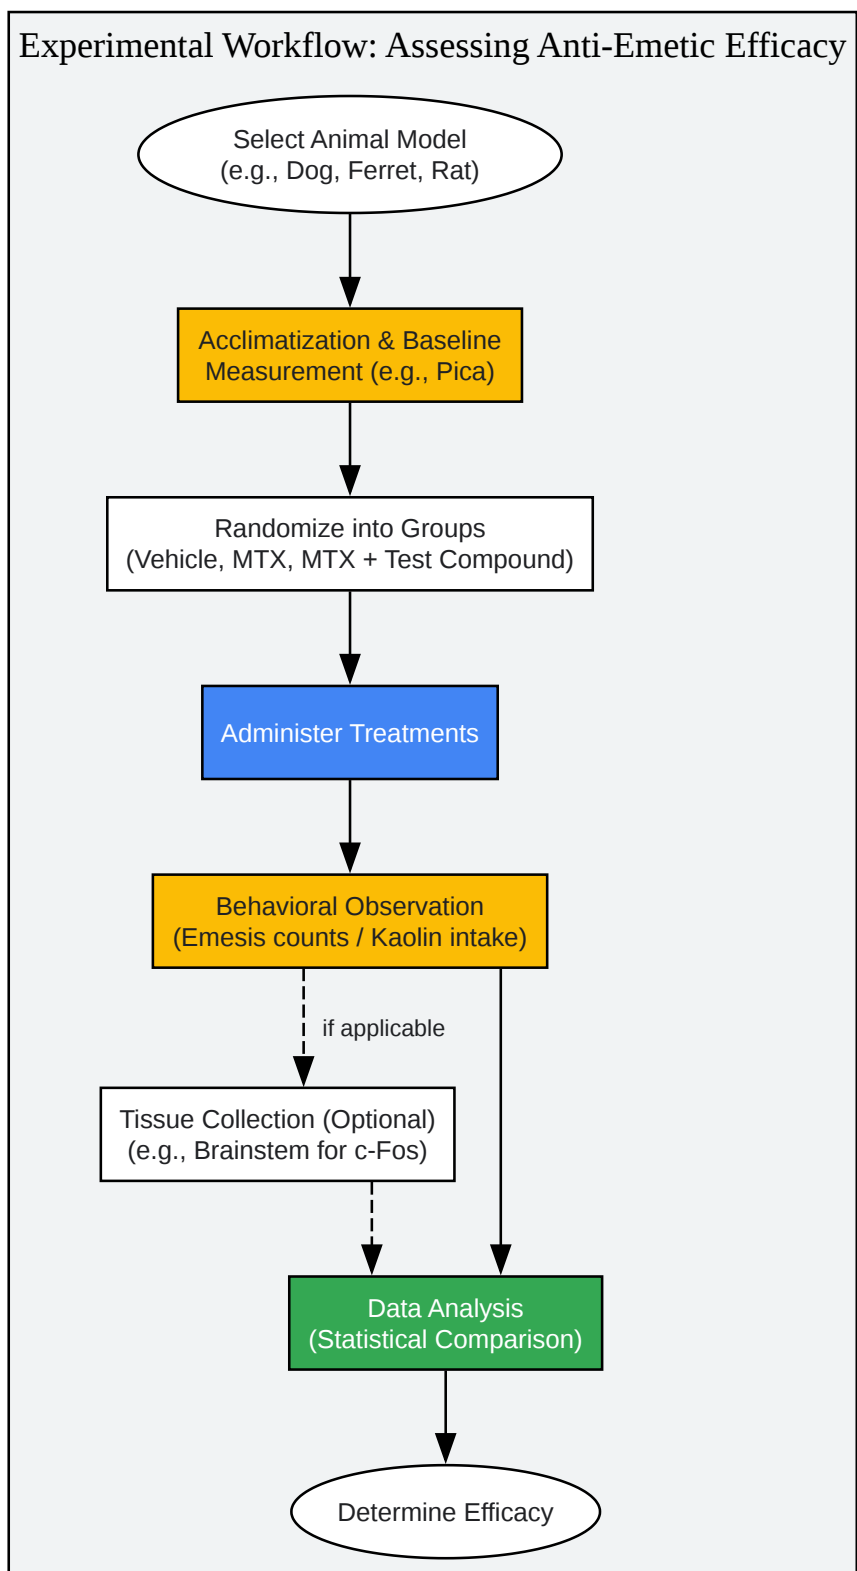 Experimental Workflow: Assessing Anti-Emetic Efficacy
Select Animal Model
(e.g., Dog, Ferret, Rat)
Acclimatization & Baseline
Measurement (e.g., Pica)
Randomize into Groups
(Vehicle, MTX, MTX + Test Compound)
Administer Treatments
Behavioral Observation
(Emesis counts / Kaolin intake)
if applicable
Tissue Collection (Optional)
(e.g., Brainstem for c-Fos)
Data Analysis
(Statistical Comparison)
Determine Efficacy